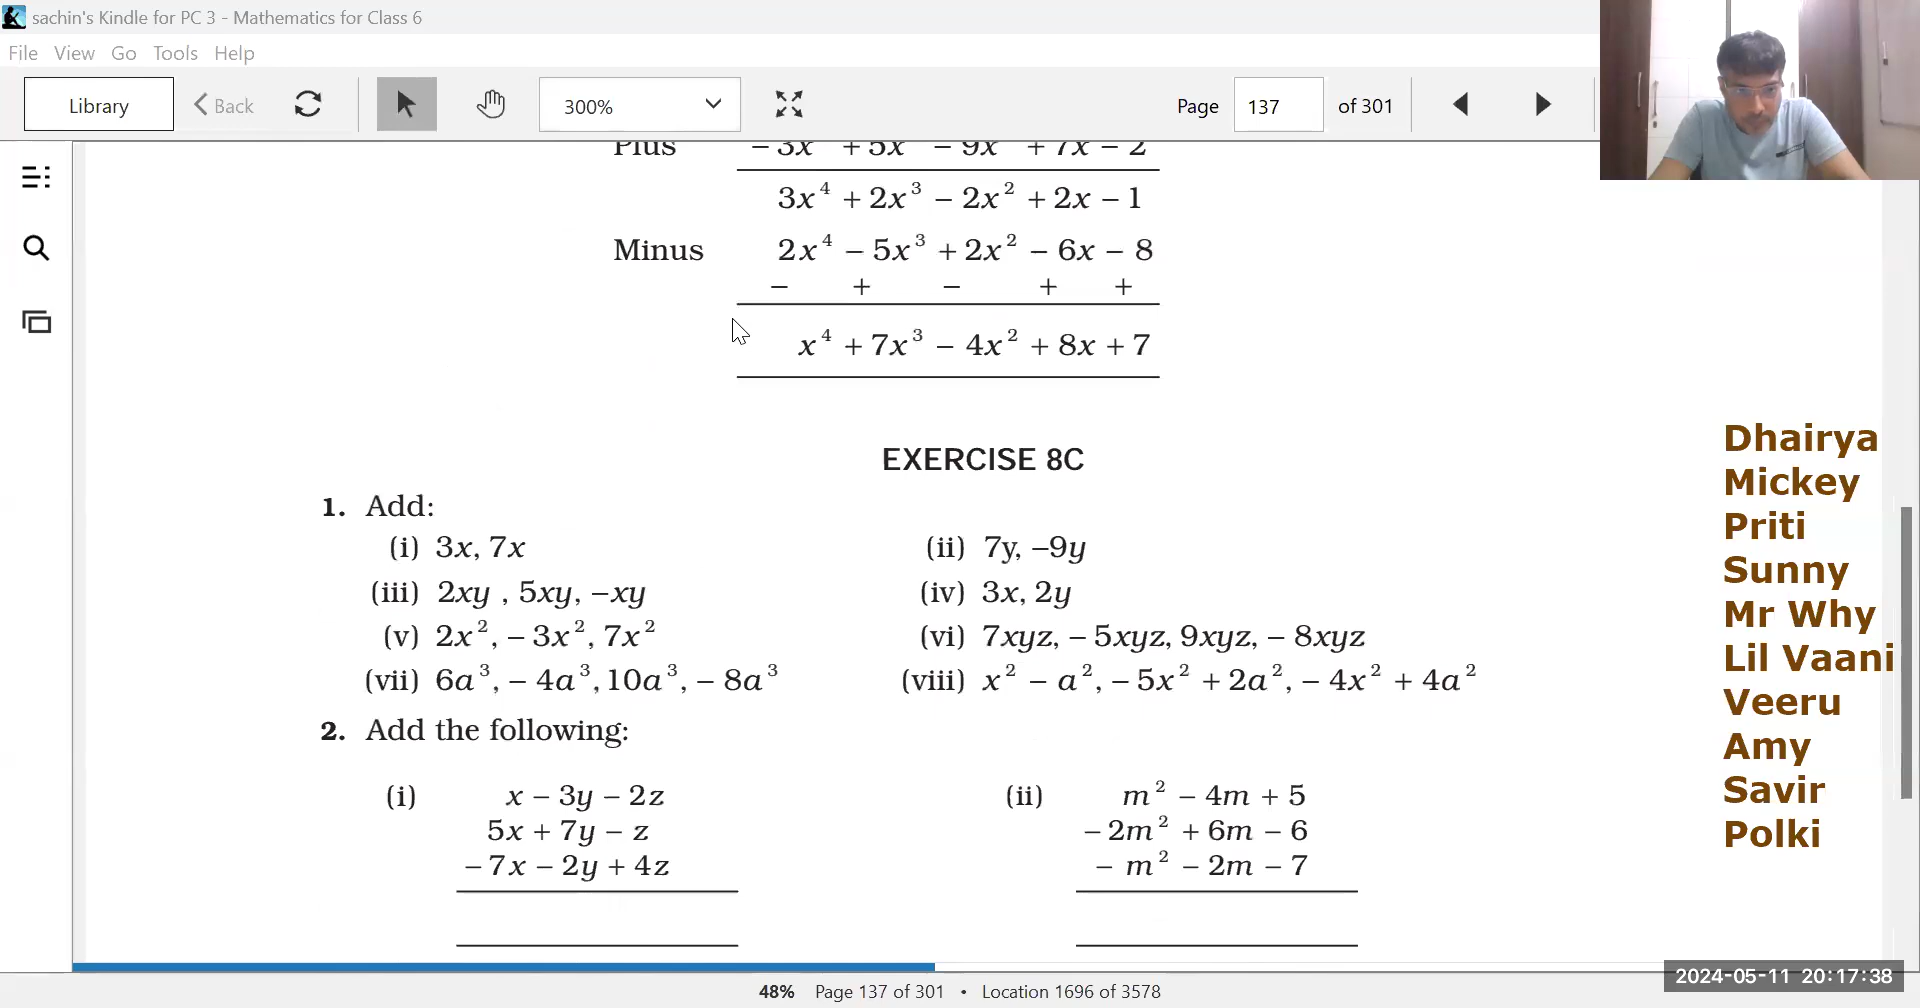 sachin's Kindle for PC 3 - Mathematics for Class 6
File View Go Tools Help
Library Back 300% Page 137 of 301
Plus − 3x + 5x − 9x + 7x − 2
3x⁴ + 2x³ − 2x² + 2x − 1
Minus 2x⁴ − 5x³ + 2x² − 6x − 8
− + − + +
x⁴ + 7x³ − 4x² + 8x + 7
EXERCISE 8C
1. Add:
(i) 3x, 7x (ii) 7y, −9y
(iii) 2xy , 5xy, −xy (iv) 3x, 2y
(v) 2x², − 3x², 7x² (vi) 7xyz, − 5xyz, 9xyz, − 8xyz
(vii) 6a³, − 4a³, 10a³, − 8a³ (viii) x² − a², − 5x² + 2a², − 4x² + 4a²
2. Add the following:
(i) x − 3y − 2z (ii) m² − 4m + 5
5x + 7y − z − 2m² + 6m − 6
− 7x − 2y + 4z − m² − 2m − 7
Dhairya
Mickey
Priti
Sunny
Mr Why
Lil Vaani
Veeru
Amy
Savir
Polki
2024-05-11 20:17:38
48% Page 137 of 301 • Location 1696 of 3578